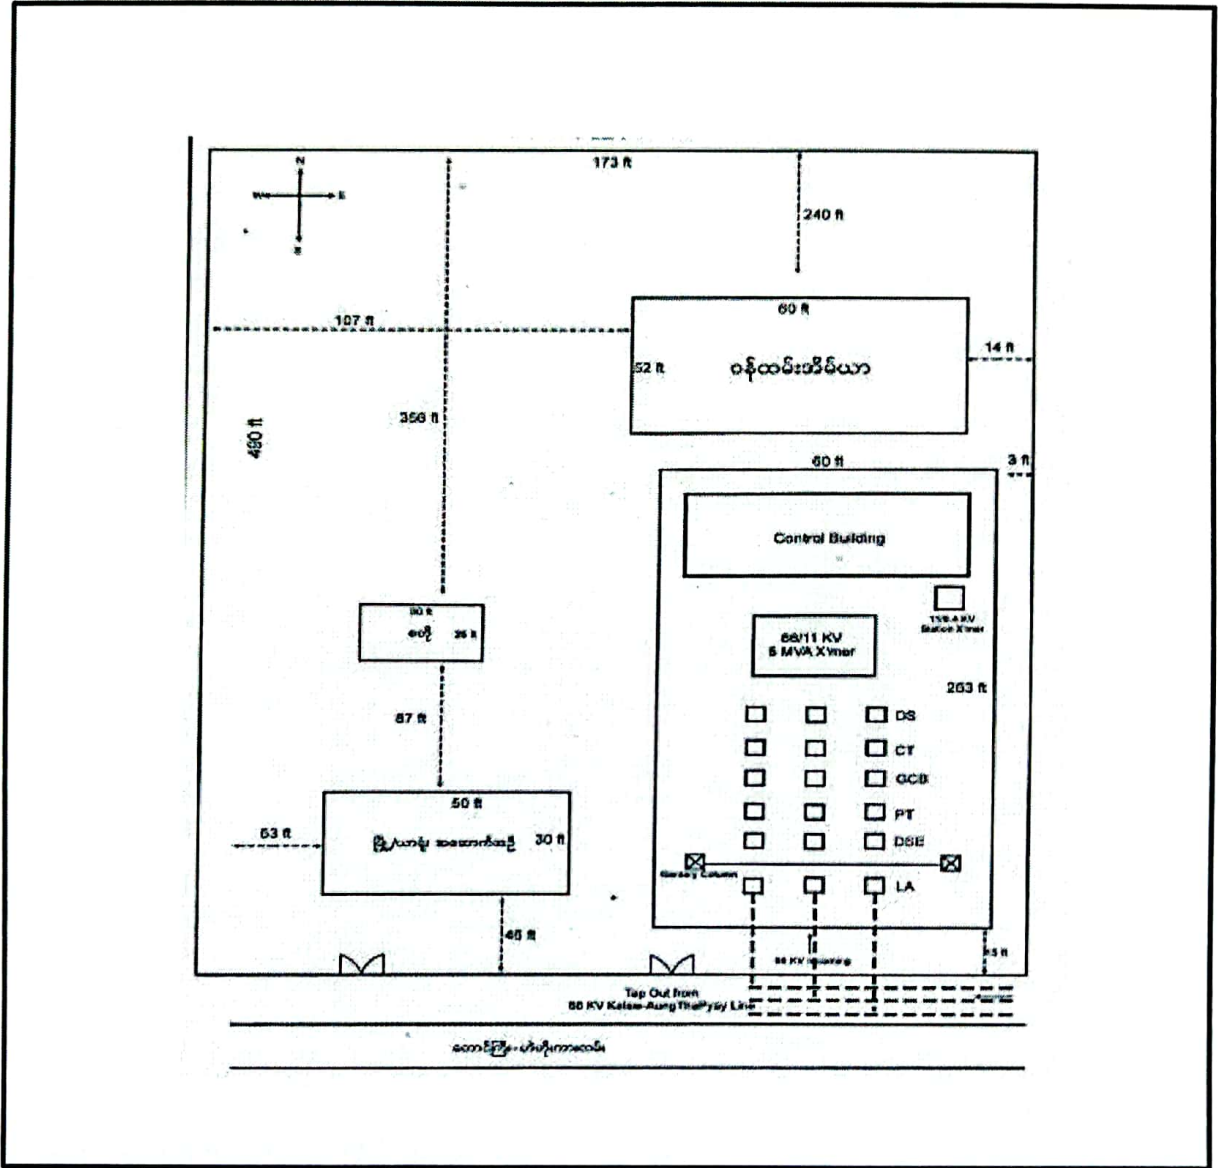 173 ft
N
W
E
240 ft
60 ft
107 ft
14 ft
52 ft
ဝန်ထမ်းအိမ်ယာ
356 ft
490 ft
60 ft
3 ft
Control Building
Station X'mer
66/11 KV
5 MVA X'mer
263 ft
DS
CT
GCB
PT
DSE
LA
Gantry Column
87 ft
50 ft
30 ft
53 ft
45 ft
66 KV Incoming
Tap Out from
66 KV Line